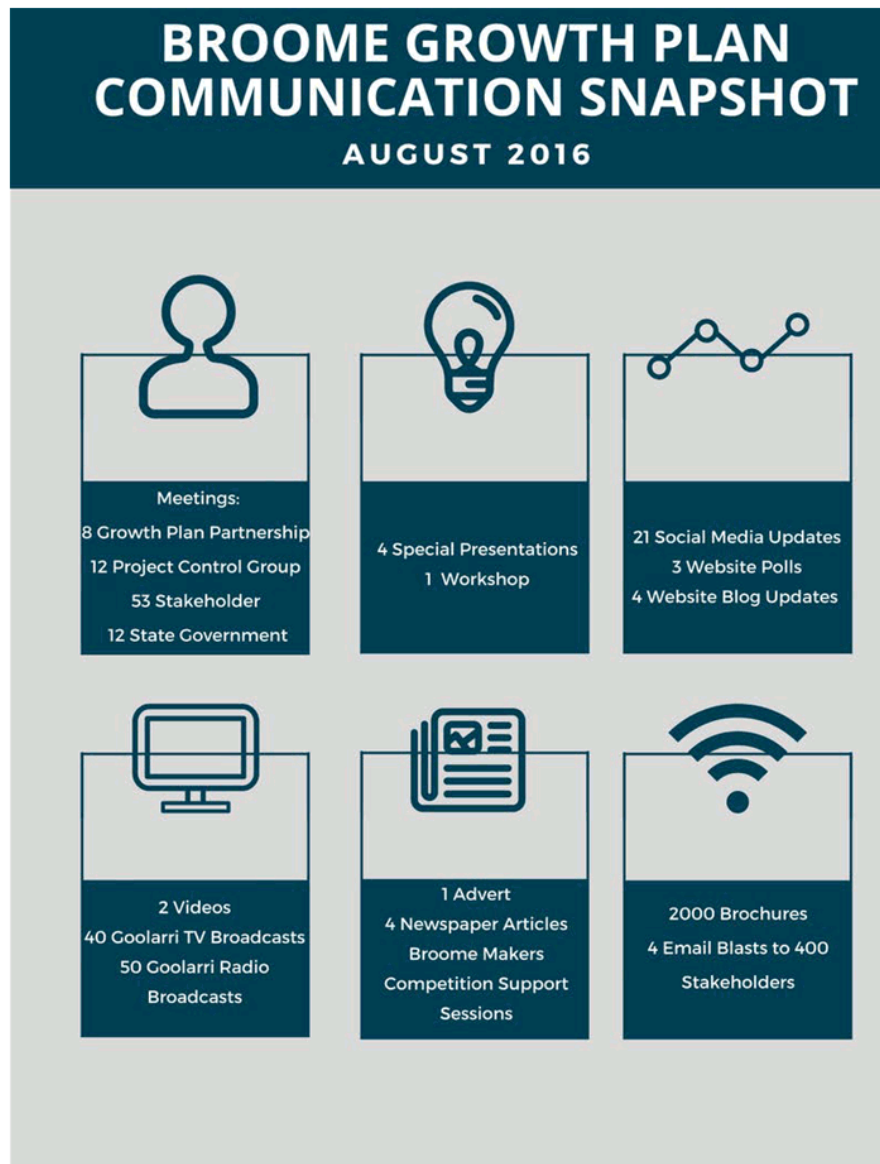 BROOME GROWTH PLAN
COMMUNICATION SNAPSHOT
AUGUST 2016
Meetings:
8 Growth Plan Partnership
12 Project Control Group
53 Stakeholder
12 State Government
4 Special Presentations
1 Workshop
21 Social Media Updates
3 Website Polls
4 Website Blog Updates
2 Videos
40 Goolarri TV Broadcasts
50 Goolarri Radio
Broadcasts
1 Advert
4 Newspaper Articles
Broome Makers
Competition Support
Sessions
2000 Brochures
4 Email Blasts to 400
Stakeholders